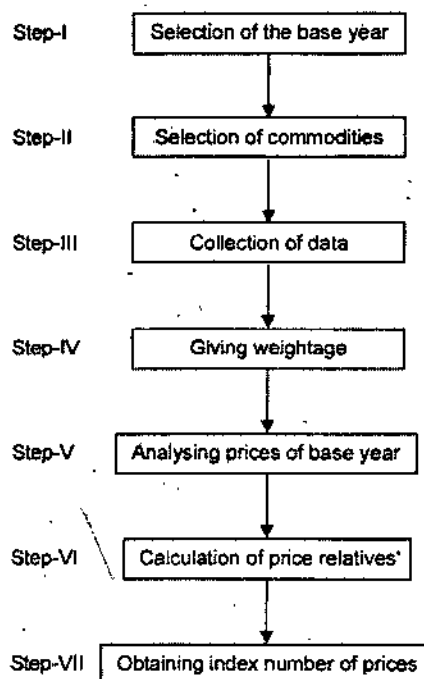 Step-I Selection of the base year
Step-II Selection of commodities
Step-III Collection of data
Step-IV Giving weightage
Step-V Analysing prices of base year
Step-VI Calculation of price relatives*
Step-VII Obtaining index number of prices